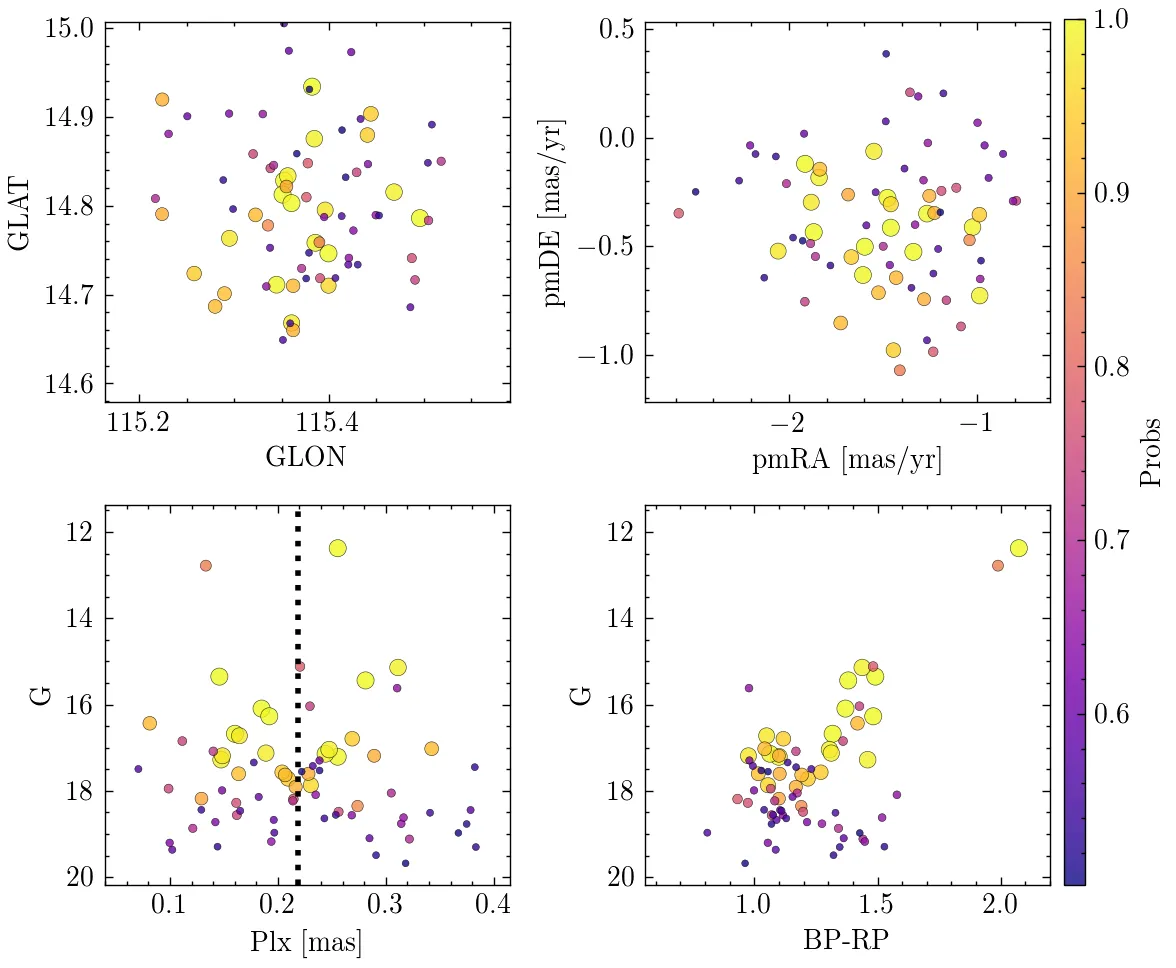 15.0
14.9
14.8
14.7
14.6
GLAT
115.2 115.4
GLON
0.5
0.0
−0.5
−1.0
pmDE [mas/yr]
−2 −1
pmRA [mas/yr]
1.0
0.9
0.8
0.7
0.6
Probs
12
14
16
18
20
G
0.1 0.2 0.3 0.4
Plx [mas]
12
14
16
18
20
G
1.0 1.5 2.0
BP-RP